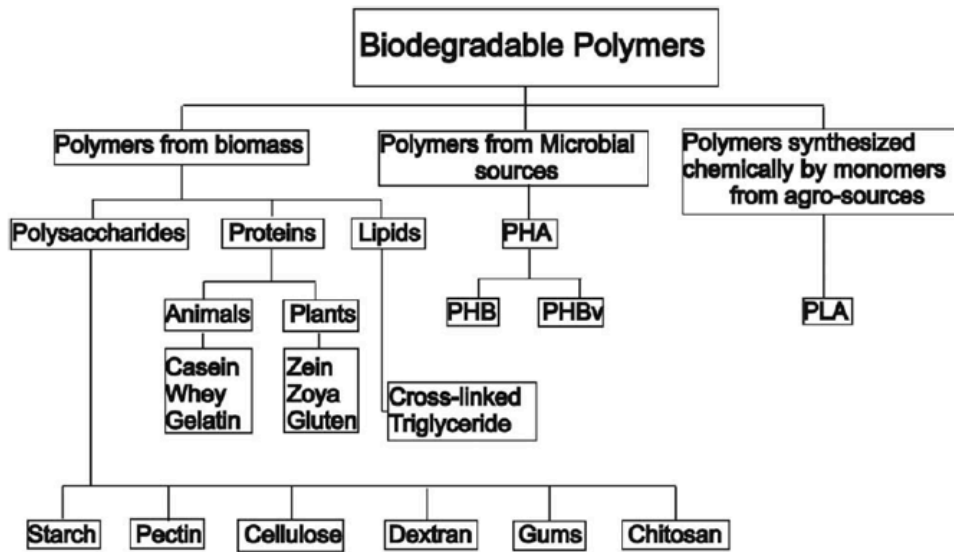 Biodegradable Polymers
Polymers from biomass
Polymers from Microbial
sources
Polymers synthesized
chemically by monomers
from agro-sources
Polysaccharides
Proteins
Lipids
PHA
Animals
Plants
PHB
PHBv
PLA
Casein
Whey
Gelatin
Zein
Zoya
Gluten
Cross-linked
Triglyceride
Starch
Pectin
Cellulose
Dextran
Gums
Chitosan